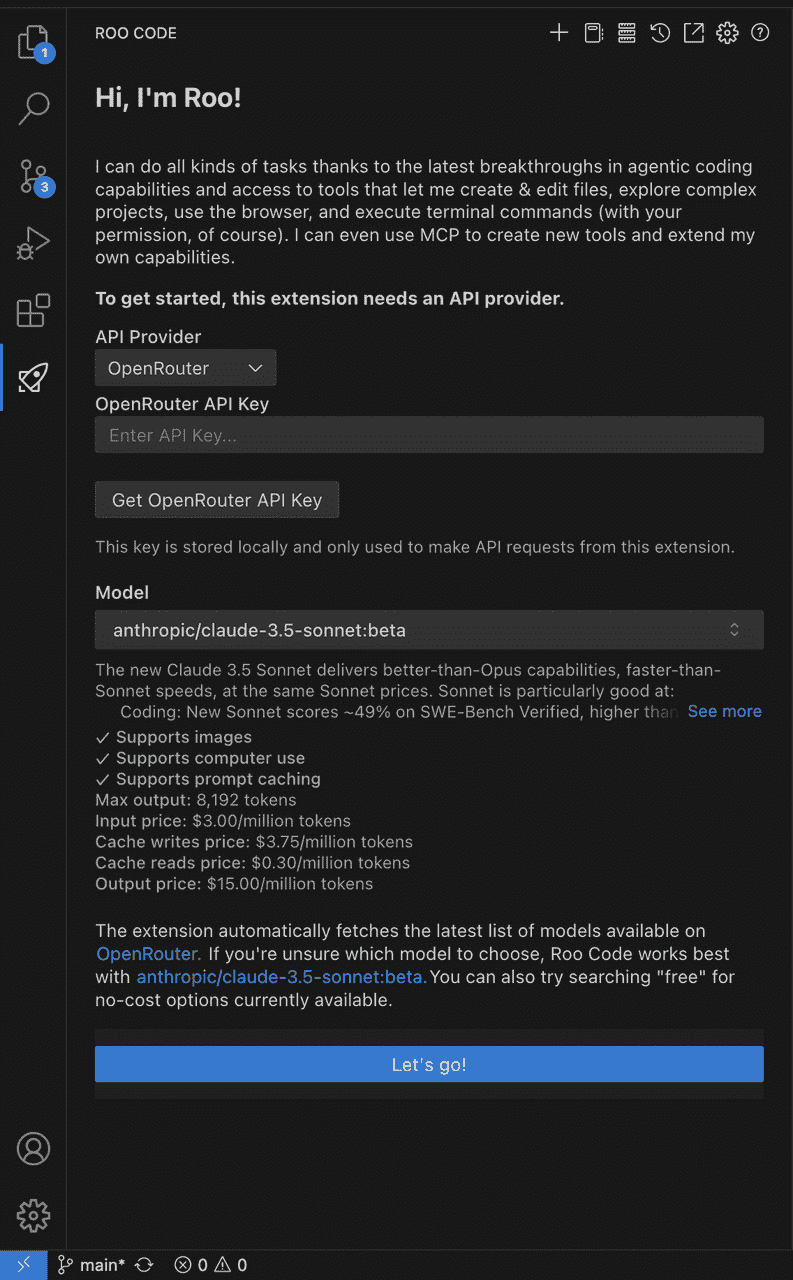 ROO CODE
1
Hi, I'm Roo!
I can do all kinds of tasks thanks to the latest breakthroughs in agentic coding
capabilities and access to tools that let me create & edit files, explore complex
projects, use the browser, and execute terminal commands (with your
permission, of course). I can even use MCP to create new tools and extend my
own capabilities.
3
To get started, this extension needs an API provider.
API Provider
OpenRouter
OpenRouter API Key
Enter API Key...
Get OpenRouter API Key
This key is stored locally and only used to make API requests from this extension.
Model
anthropic/claude-3.5-sonnet:beta
The new Claude 3.5 Sonnet delivers better-than-Opus capabilities, faster-than-
Sonnet speeds, at the same Sonnet prices. Sonnet is particularly good at:
Coding: New Sonnet scores ~49% on SWE-Bench Verified, higher than See more
✓ Supports images
✓ Supports computer use
✓ Supports prompt caching
Max output: 8,192 tokens
Input price: $3.00/million tokens
Cache writes price: $3.75/million tokens
Cache reads price: $0.30/million tokens
Output price: $15.00/million tokens
The extension automatically fetches the latest list of models available on
OpenRouter. If you're unsure which model to choose, Roo Code works best
with anthropic/claude-3.5-sonnet:beta. You can also try searching "free" for
no-cost options currently available.
Let's go!
main* 0 0